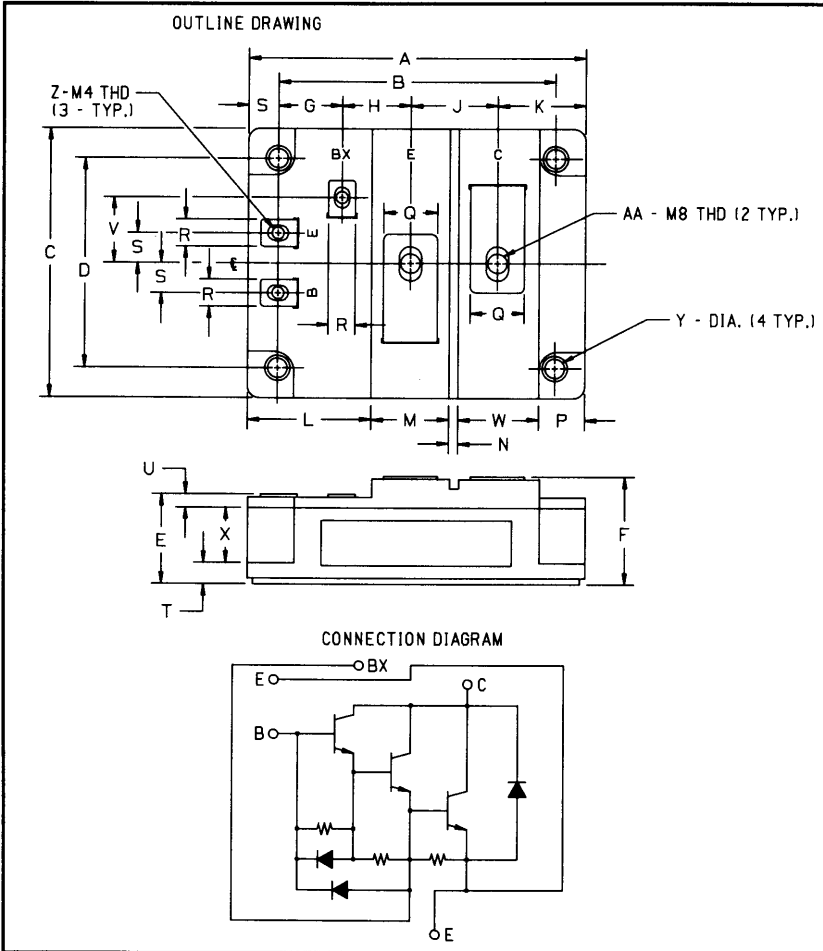 OUTLINE DRAWING
A
B
Z-M4 THD
(3 - TYP.)
S G H J K
BX E C
AA - M8 THD (2 TYP.)
Q
E
V
R
S
C
D
℄
S
R
B
R
Q
Y - DIA. (4 TYP.)
L M W P
N
U
E
X
F
T
CONNECTION DIAGRAM
BX
E
C
B
E